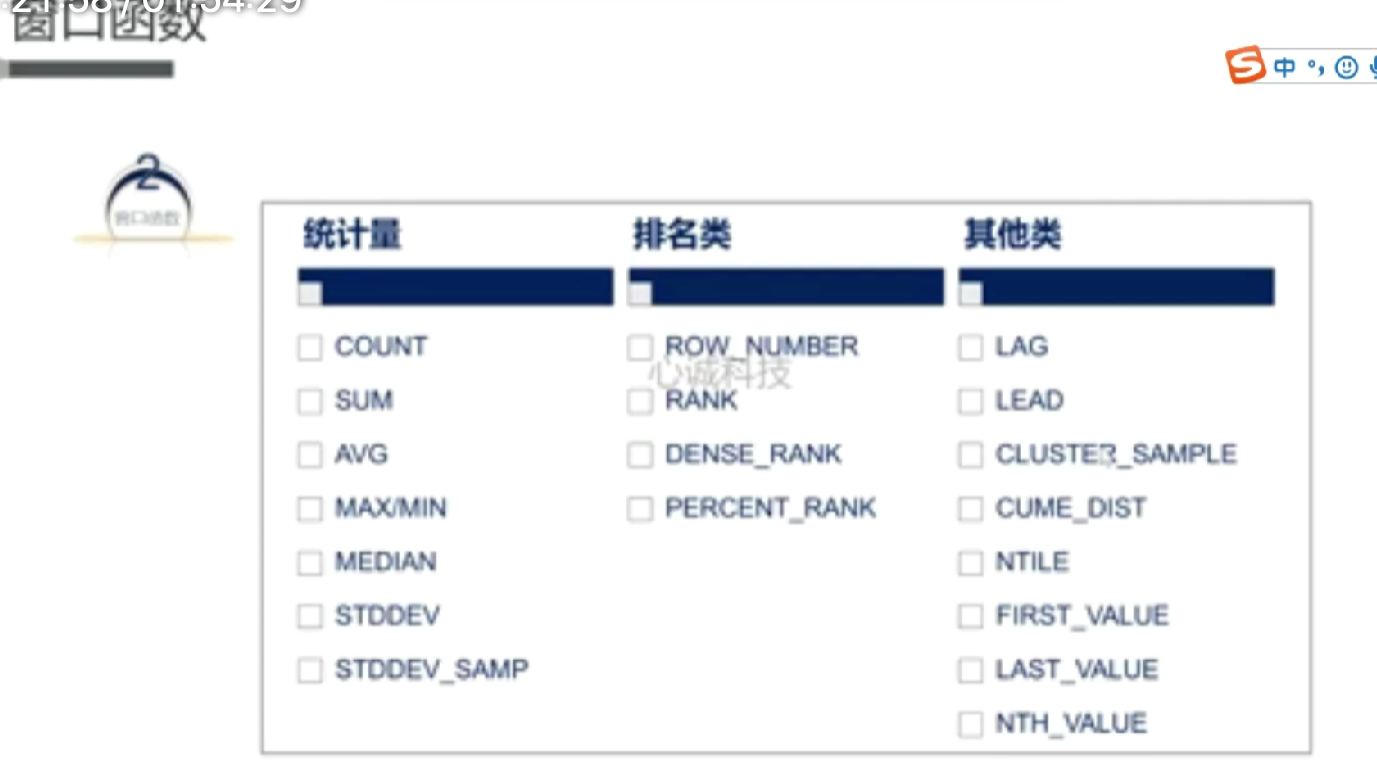 :21:58 / 01:54:29
窗口函数
中
2
窗口函数
统计量
COUNT
SUM
AVG
MAX/MIN
MEDIAN
STDDEV
STDDEV_SAMP
排名类
ROW_NUMBER
心诚科技
RANK
DENSE_RANK
PERCENT_RANK
其他类
LAG
LEAD
CLUSTER_SAMPLE
CUME_DIST
NTILE
FIRST_VALUE
LAST_VALUE
NTH_VALUE